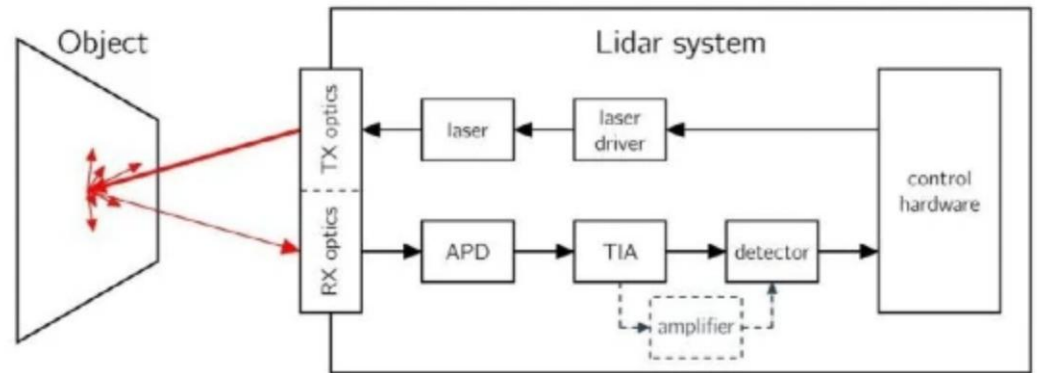 Object
Lidar system
TX optics
laser
laser
driver
control
hardware
RX optics
APD
TIA
detector
amplifier